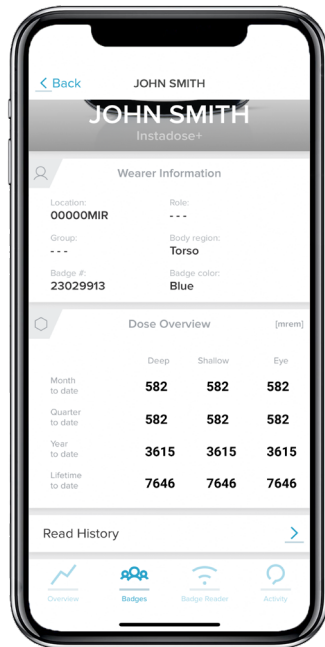 Back JOHN SMITH
JOHN SMITH
Instadose+
Wearer Information
Location: Role:
00000MIR ---
Group: Body region:
--- Torso
Badge #: Badge color:
23029913 Blue
Dose Overview [mrem]
Deep Shallow Eye
Month to date 582 582 582
Quarter to date 582 582 582
Year to date 3615 3615 3615
Lifetime to date 7646 7646 7646
Read History
Overview Badges Badge Reader Activity